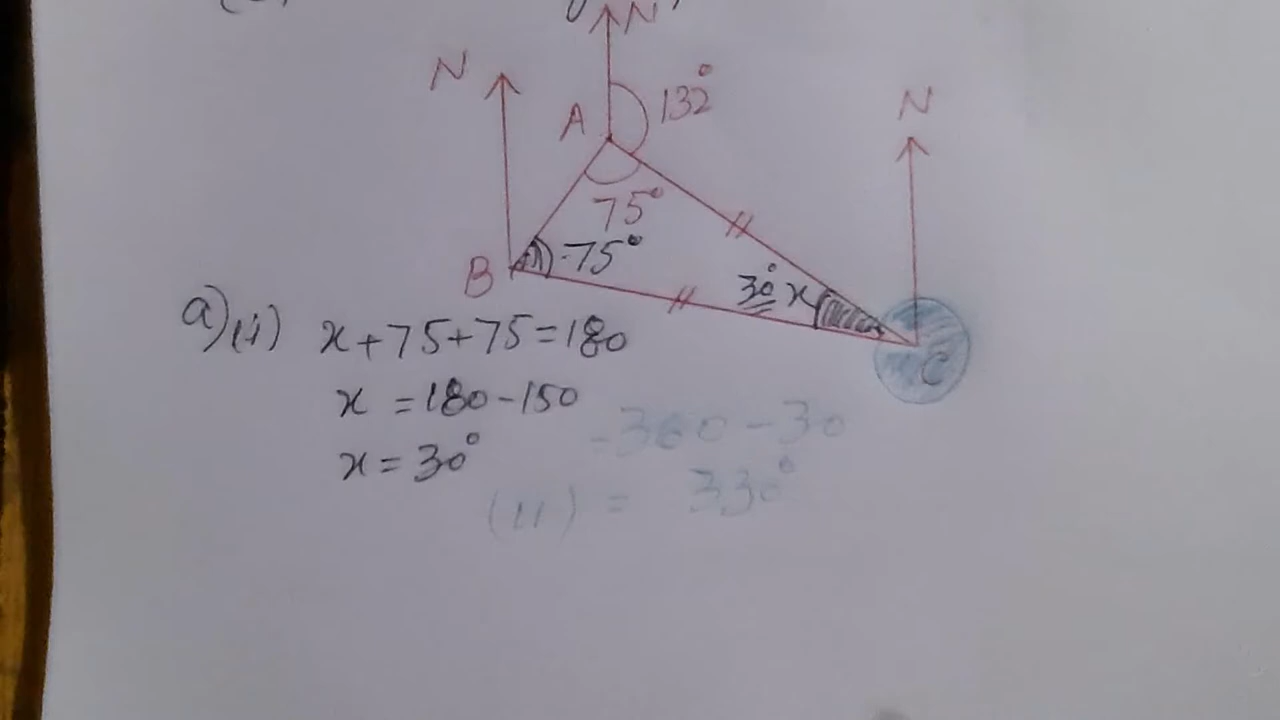 N
N
132°
N
A
75°
75°
B
30° x
C
a)(i) x+75+75=180
x = 180-150
x = 30°
-360-30
(ii) = 330°